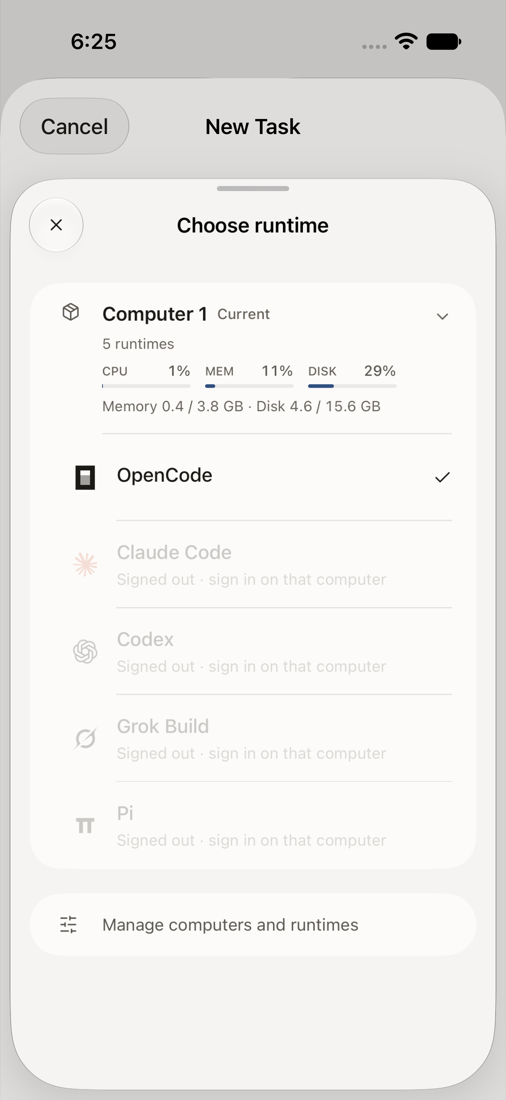 6:25
Cancel
New Task
Choose runtime
Computer 1 Current
5 runtimes
CPU 1% MEM 11% DISK 29%
Memory 0.4 / 3.8 GB · Disk 4.6 / 15.6 GB
OpenCode
Claude Code
Signed out · sign in on that computer
Codex
Signed out · sign in on that computer
Grok Build
Signed out · sign in on that computer
Pi
Signed out · sign in on that computer
Manage computers and runtimes